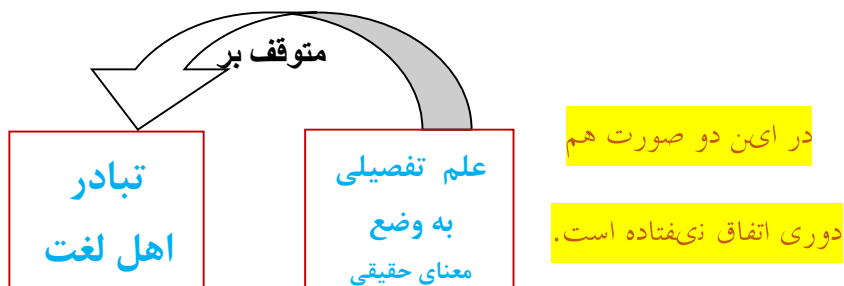 متوقف بر
علم تفصیلی
به وضع
معنای حقیقی
تبادر
اهل لغت
در این دو صورت هم
دوری اتفاق نیفتاده است.